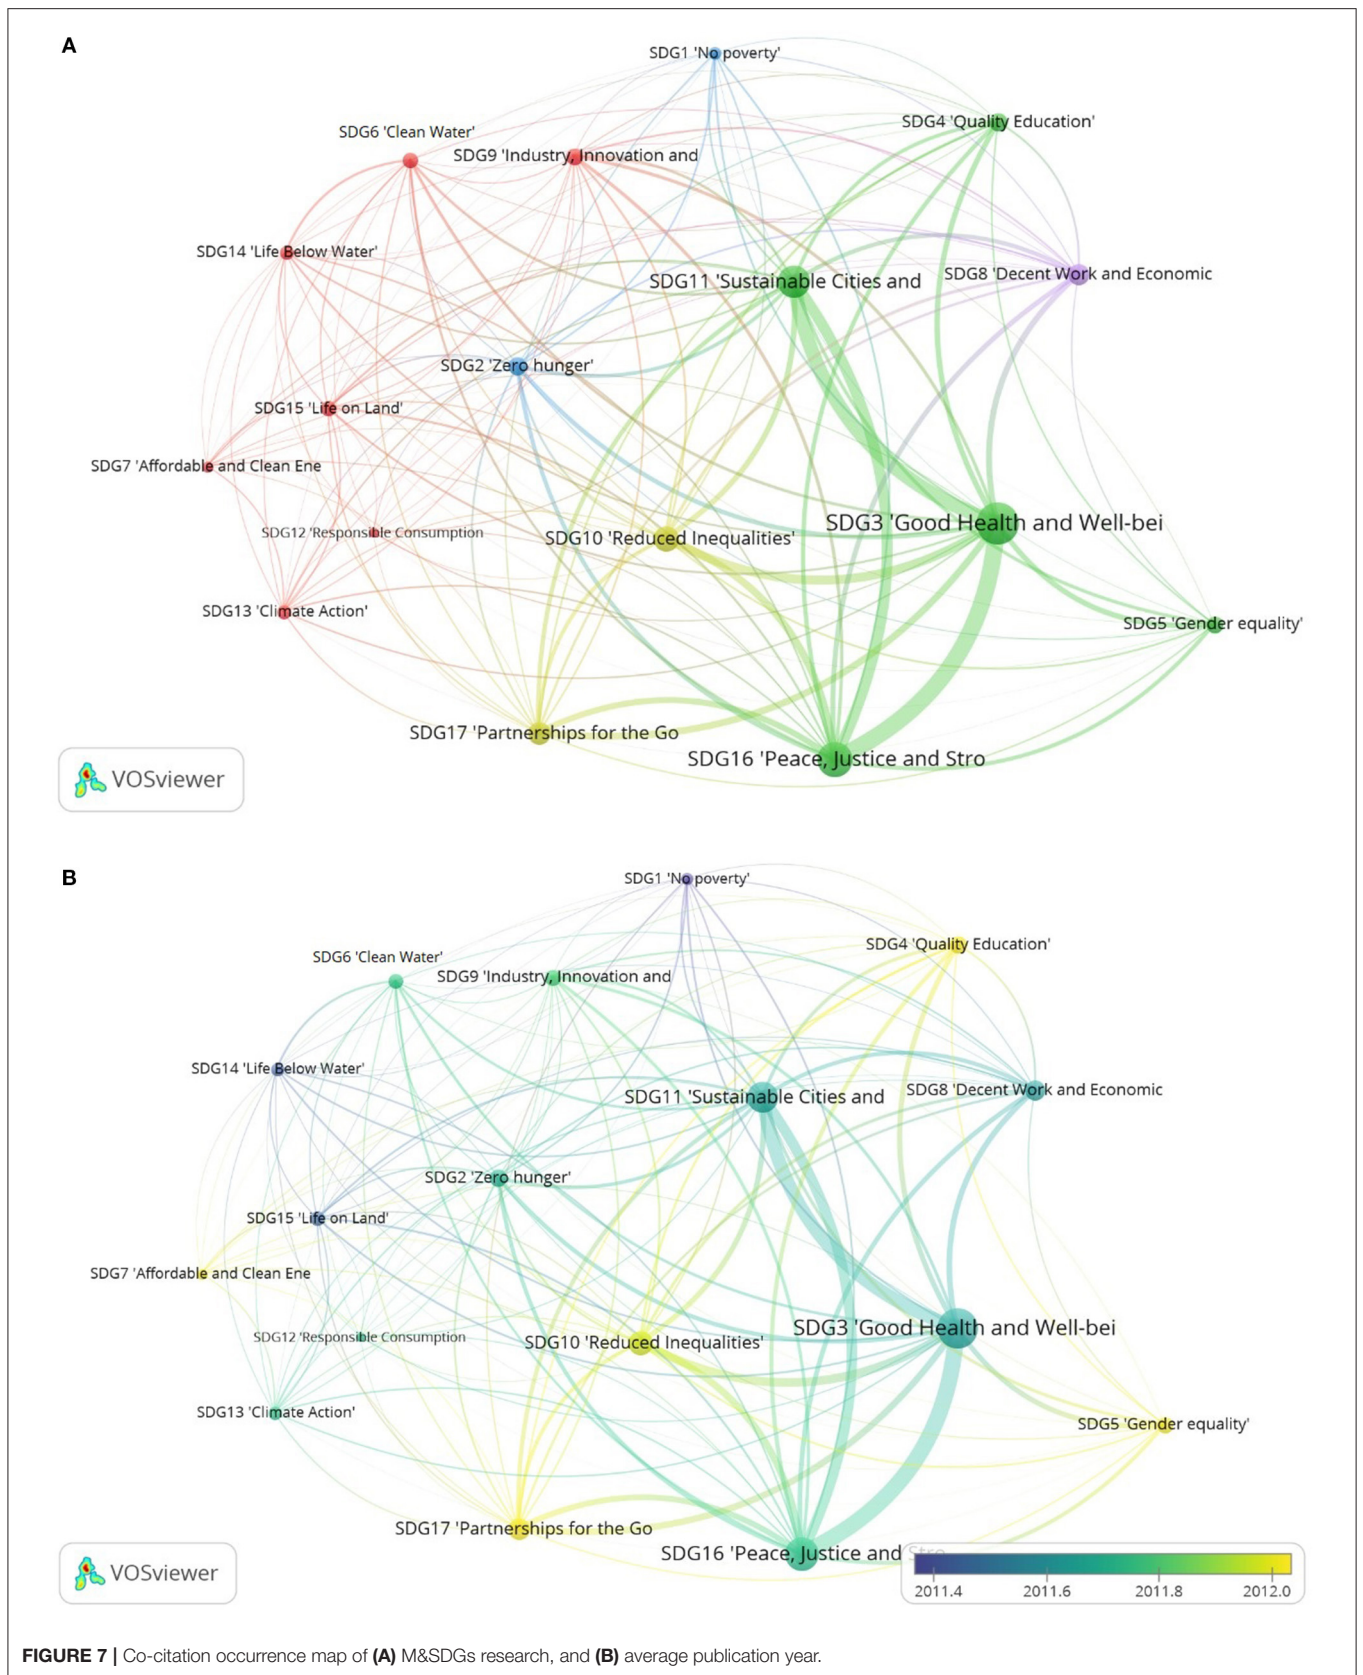 A
SDG1 'No poverty'
SDG4 'Quality Education'
SDG6 'Clean Water'
SDG9 'Industry, Innovation and
SDG14 'Life Below Water'
SDG11 'Sustainable Cities and
SDG8 'Decent Work and Economic
SDG2 'Zero hunger'
SDG15 'Life on Land'
SDG7 'Affordable and Clean Ene
SDG12 'Responsible Consumption
SDG10 'Reduced Inequalities'
SDG3 'Good Health and Well-bei
SDG13 'Climate Action'
SDG5 'Gender equality'
SDG17 'Partnerships for the Go
SDG16 'Peace, Justice and Stro
VOSviewer
B
SDG1 'No poverty'
SDG4 'Quality Education'
SDG6 'Clean Water'
SDG9 'Industry, Innovation and
SDG14 'Life Below Water'
SDG11 'Sustainable Cities and
SDG8 'Decent Work and Economic
SDG2 'Zero hunger'
SDG15 'Life on Land'
SDG7 'Affordable and Clean Ene
SDG12 'Responsible Consumption
SDG10 'Reduced Inequalities'
SDG3 'Good Health and Well-bei
SDG13 'Climate Action'
SDG5 'Gender equality'
SDG17 'Partnerships for the Go
SDG16 'Peace, Justice and Stro
VOSviewer
2011.4 2011.6 2011.8 2012.0
FIGURE 7 | Co-citation occurrence map of (A) M&SDGs research, and (B) average publication year.